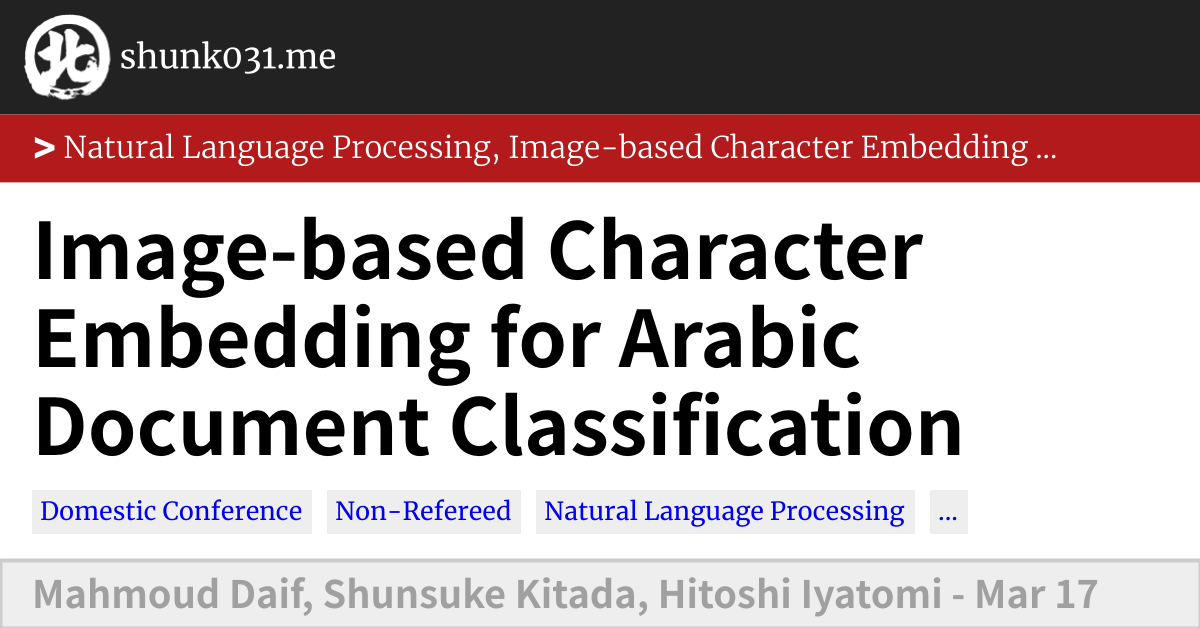 北 shunk031.me
> Natural Language Processing, Image-based Character Embedding ...
Image-based Character
Embedding for Arabic
Document Classification
Domestic Conference Non-Refereed Natural Language Processing ...
Mahmoud Daif, Shunsuke Kitada, Hitoshi Iyatomi - Mar 17